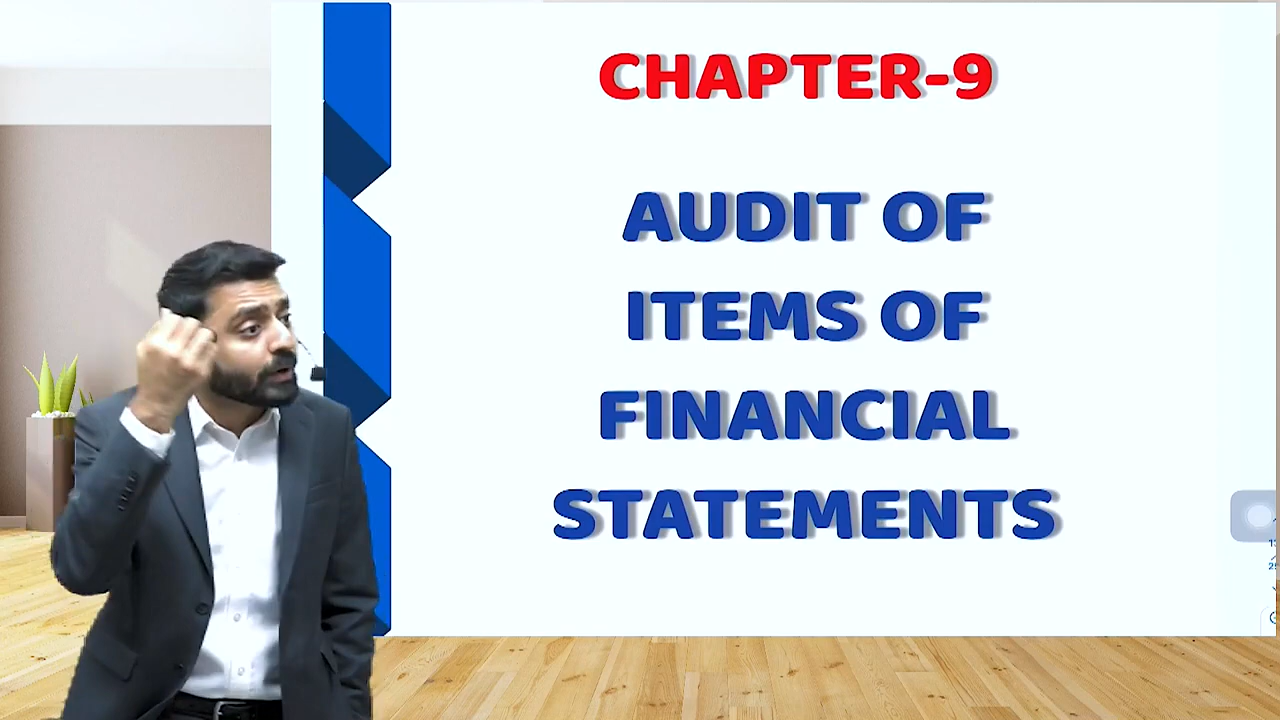 CHAPTER-9
AUDIT OF
ITEMS OF
FINANCIAL
STATEMENTS